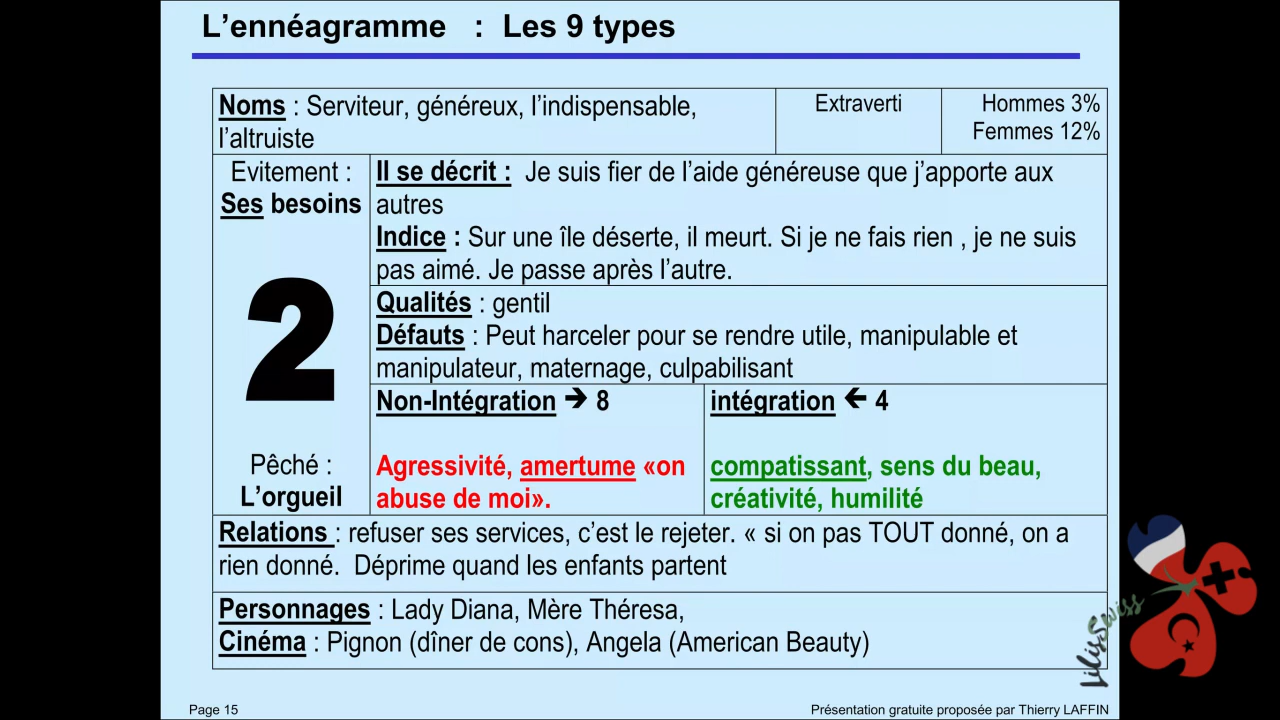 L’ennéagramme : Les 9 types
Noms : Serviteur, généreux, l’indispensable,
l’altruiste
Extraverti
Hommes 3%
Femmes 12%
Evitement :
Ses besoins
2
Pêché :
L’orgueil
Il se décrit : Je suis fier de l’aide généreuse que j’apporte aux
autres
Indice : Sur une île déserte, il meurt. Si je ne fais rien , je ne suis
pas aimé. Je passe après l’autre.
Qualités : gentil
Défauts : Peut harceler pour se rendre utile, manipulable et
manipulateur, maternage, culpabilisant
Non-Intégration ➔ 8
Agressivité, amertume «on
abuse de moi».
intégration 🡨 4
compatissant, sens du beau,
créativité, humilité
Relations : refuser ses services, c’est le rejeter. « si on pas TOUT donné, on a
rien donné. Déprime quand les enfants partent
Personnages : Lady Diana, Mère Théresa,
Cinéma : Pignon (dîner de cons), Angela (American Beauty)
LilisSwiss
Page 15
Présentation gratuite proposée par Thierry LAFFIN